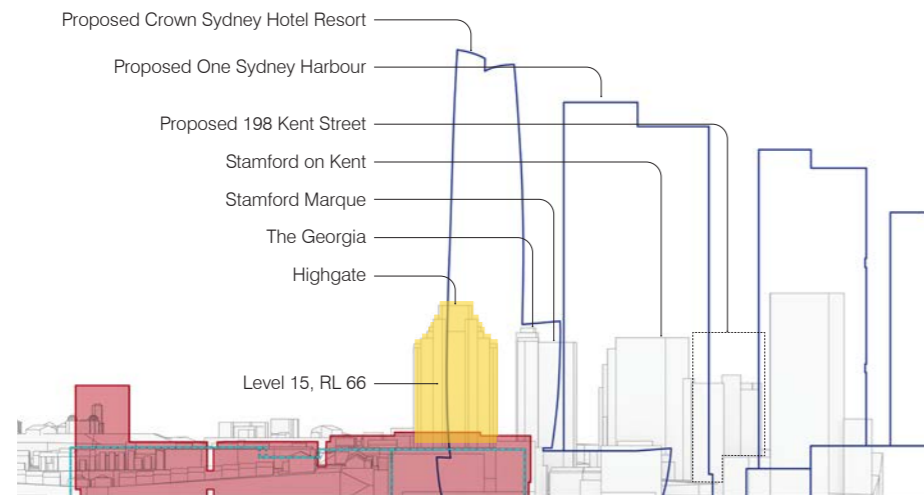 Proposed Crown Sydney Hotel Resort
Proposed One Sydney Harbour
Proposed 198 Kent Street
Stamford on Kent
Stamford Marque
The Georgia
Highgate
Level 15, RL 66